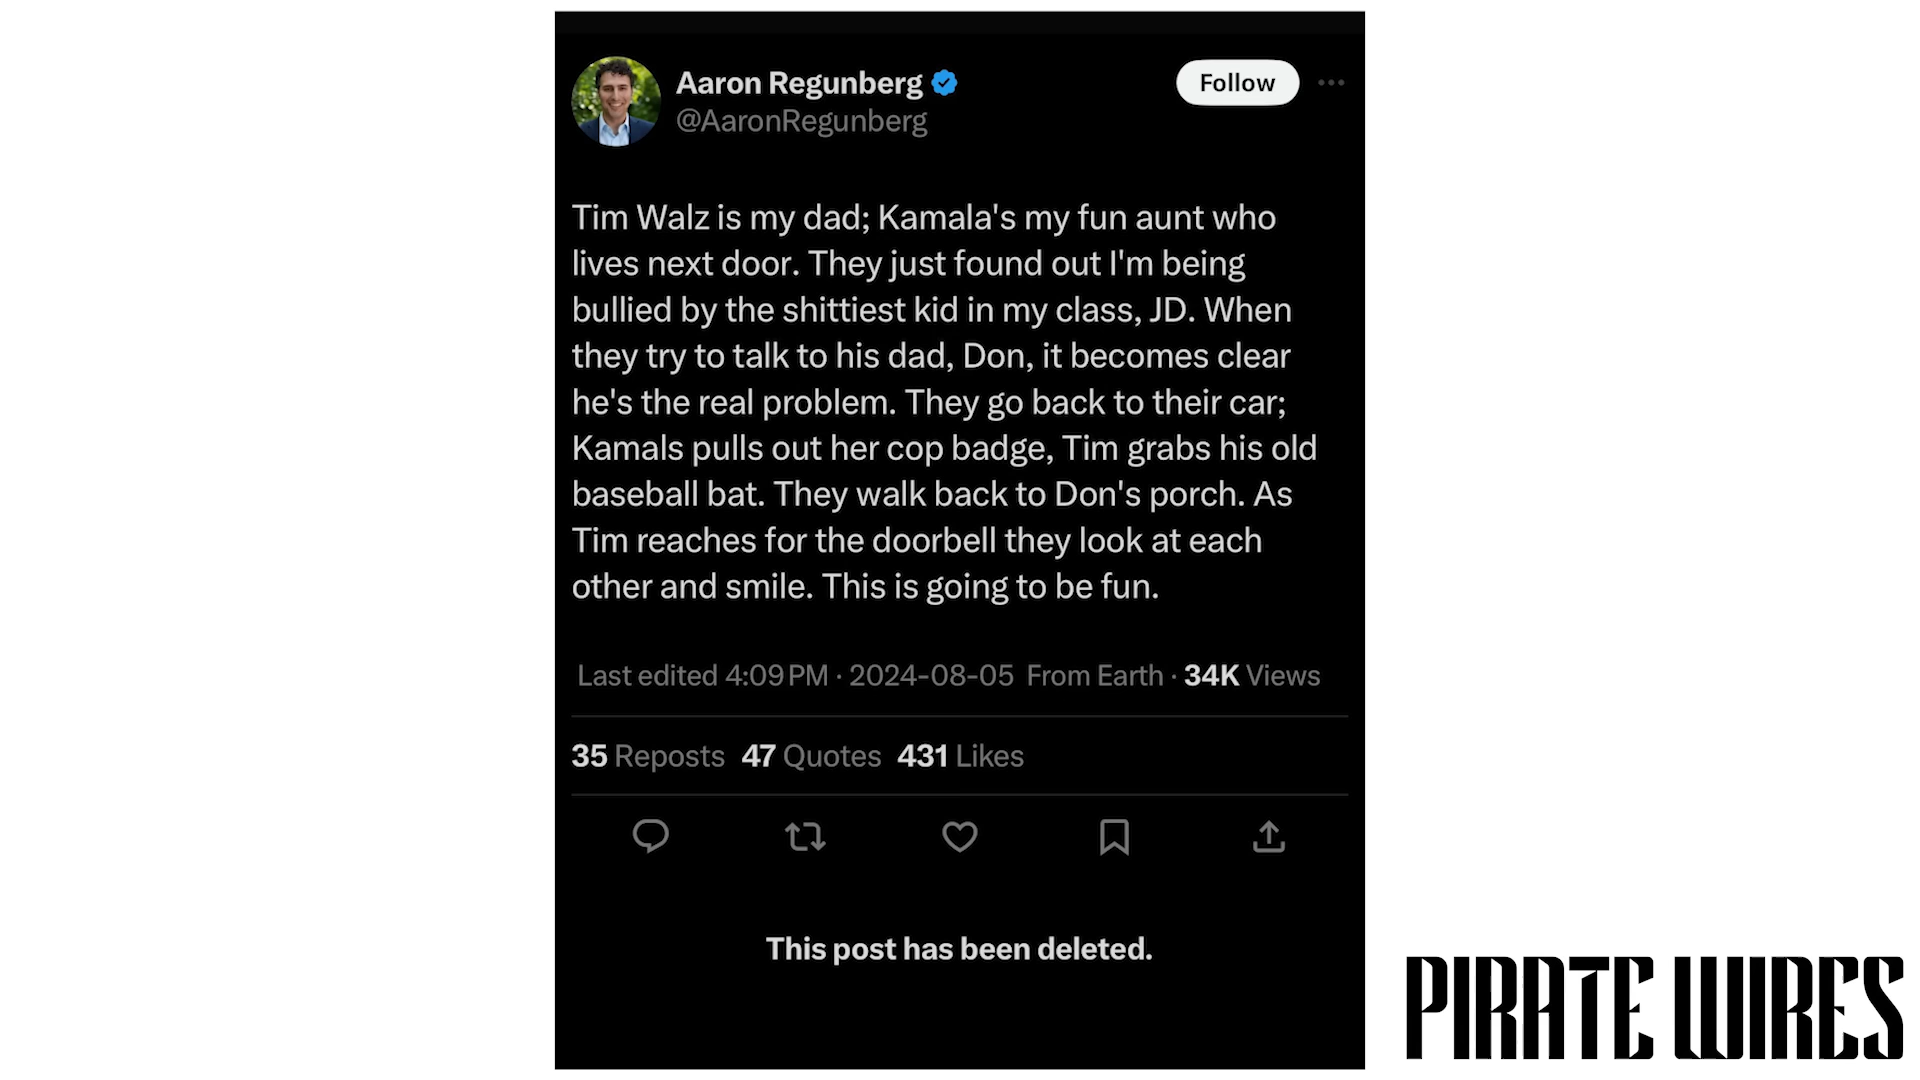 Aaron Regunberg
Follow
@AaronRegunberg
Tim Walz is my dad; Kamala's my fun aunt who
lives next door. They just found out I'm being
bullied by the shittiest kid in my class, JD. When
they try to talk to his dad, Don, it becomes clear
he's the real problem. They go back to their car;
Kamals pulls out her cop badge, Tim grabs his old
baseball bat. They walk back to Don's porch. As
Tim reaches for the doorbell they look at each
other and smile. This is going to be fun.
Last edited 4:09 PM · 2024-08-05 From Earth · 34K Views
35 Reposts 47 Quotes 431 Likes
This post has been deleted.
PIRATE WIRES